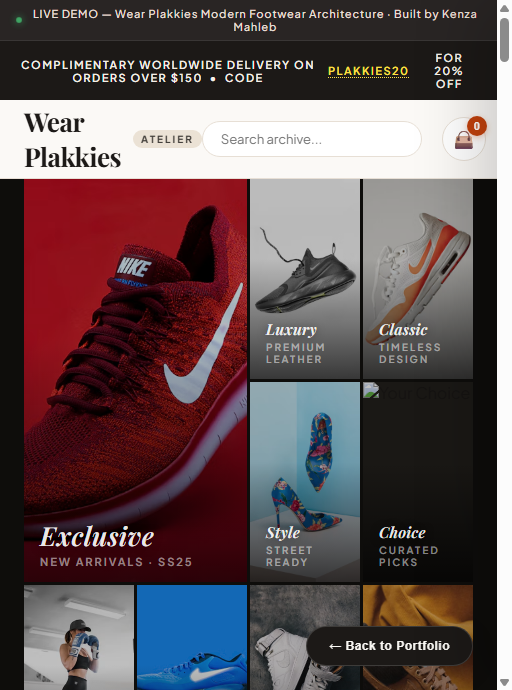 LIVE DEMO — Wear Plakkies Modern Footwear Architecture · Built by Kenza
Mahleb
COMPLIMENTARY WORLDWIDE DELIVERY ON
ORDERS OVER $150 ● CODE
PLAKKIES20
FOR
20%
OFF
Wear
Plakkies
ATELIER
Search archive...
0
NIKE
Luxury
PREMIUM
LEATHER
Classic
TIMELESS
DESIGN
Your Choice
Exclusive
NEW ARRIVALS · SS25
Style
STREET
READY
Choice
CURATED
PICKS
← Back to Portfolio